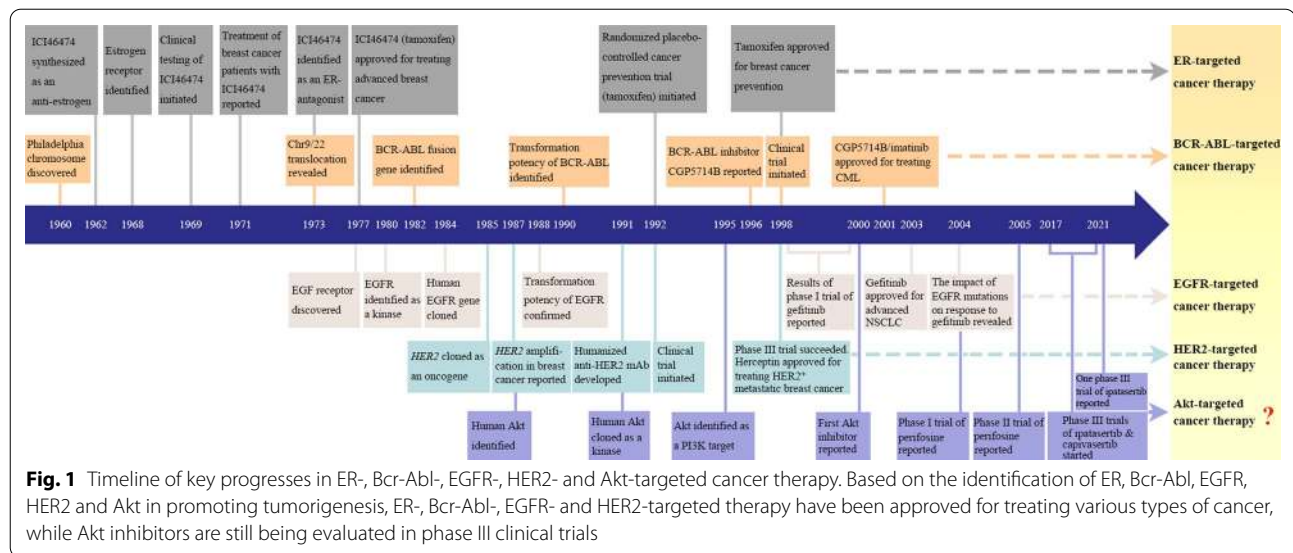 ICI46474
synthesized
as an
anti-estrogen
Estrogen
receptor
identified
Clinical
testing of
ICI46474
initiated
Treatment of
breast cancer
patients with
ICI46474
reported
ICI46474
identified
as an ER-
antagonist
ICI46474 (tamoxifen)
approved for treating
advanced breast
cancer
Randomized placebo-
controlled cancer
prevention trial
(tamoxifen) initiated
Tamoxifen approved
for breast cancer
prevention
ER-targeted
cancer therapy
Philadelphia
chromosome
discovered
Chr9/22
translocation
revealed
BCR-ABL fusion
gene identified
Transformation
potency of BCR-ABL
identified
BCR-ABL inhibitor
CGP5714B reported
Clinical
trial
initiated
CGP5714B/imatinib
approved for treating
CML
BCR-ABL-targeted
cancer therapy
1960 1962 1968 1969 1971 1973 1977 1980 1982 1984 1985 1987 1988 1990 1991 1992 1995 1996 1998 2000 2001 2003 2004 2005 2017 2021
EGF receptor
discovered
EGFR
identified as
a kinase
Human
EGFR gene
cloned
Transformation
potency of EGFR
confirmed
Results of
phase I trial of
gefitinib
reported
Gefitinib
approved for
advanced
NSCLC
The impact of
EGFR mutations
on response to
gefitinib revealed
EGFR-targeted
cancer therapy
HER2 cloned as
an oncogene
HER2 amplifi-
cation in breast
cancer reported
Humanized
anti-HER2 mAb
developed
Clinical
trial
initiated
Phase III trial succeeded.
Herceptin approved for
treating HER2+
metastatic breast cancer
HER2-targeted
cancer therapy
Human Akt
identified
Human Akt
cloned as a
kinase
Akt identified as
a PI3K target
First Akt
inhibitor
reported
Phase I trial of
perifosine
reported
Phase II trial of
perifosine
reported
Phase III trials
of ipatasertib &
capivasertib
started
One phase III
trial of ipatasertib
reported
Akt-targeted
cancer therapy ?
Fig. 1 Timeline of key progresses in ER-, Bcr-Abl-, EGFR-, HER2- and Akt-targeted cancer therapy. Based on the identification of ER, Bcr-Abl, EGFR,
HER2 and Akt in promoting tumorigenesis, ER-, Bcr-Abl-, EGFR- and HER2-targeted therapy have been approved for treating various types of cancer,
while Akt inhibitors are still being evaluated in phase III clinical trials